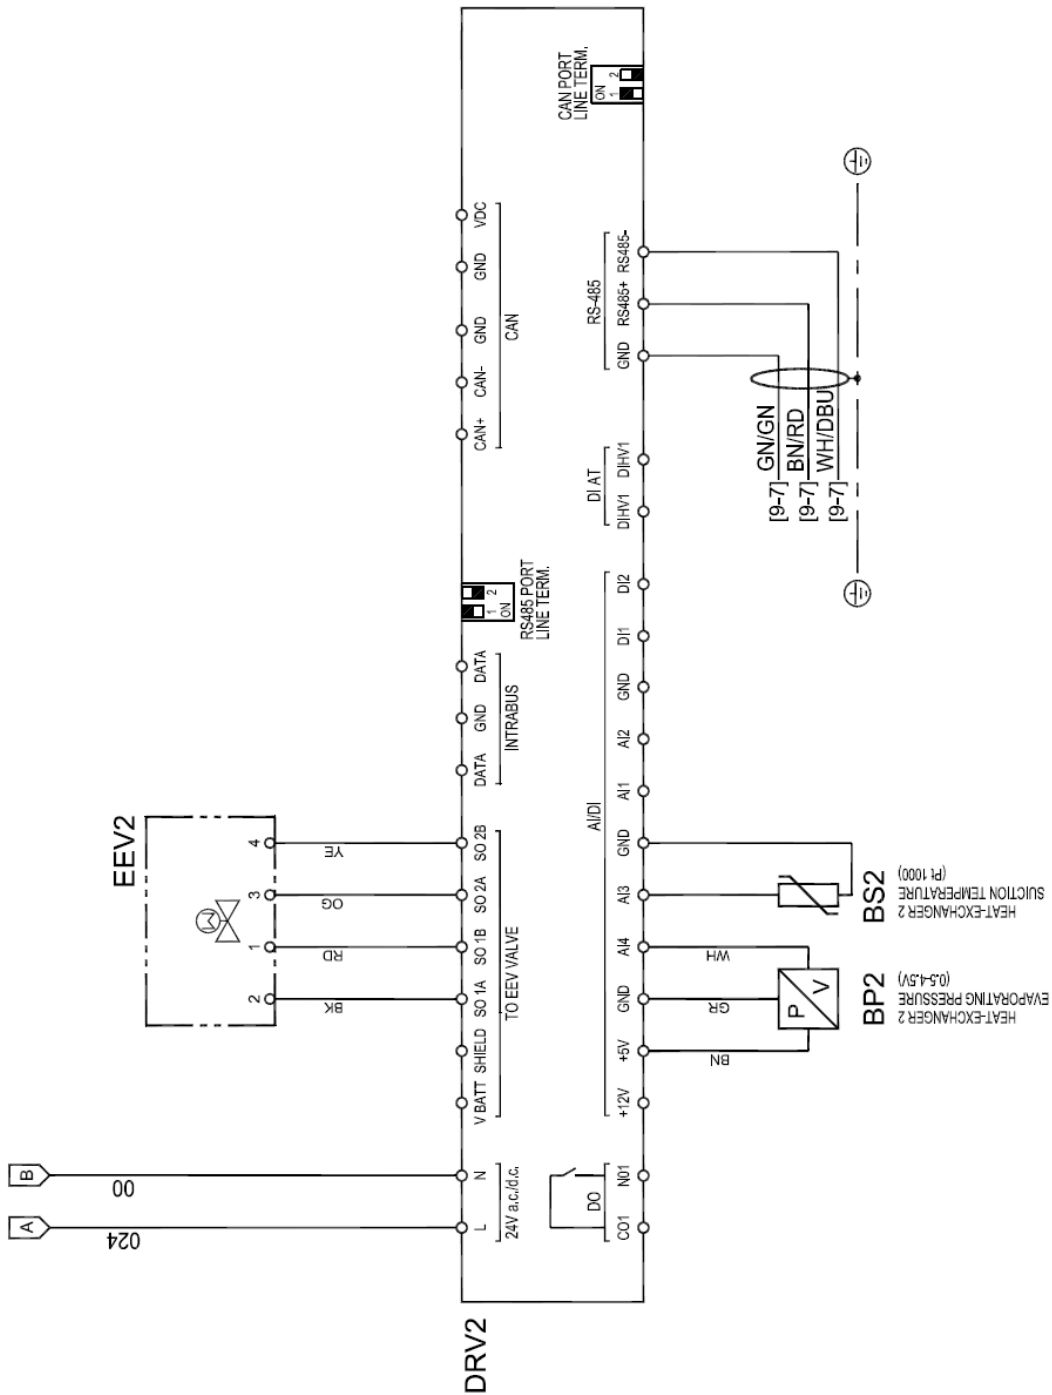 DRV2
A
024
B
00
L
N
24V a.c./d.c.
V BATT
SHIELD
SO 1A
SO 1B
SO 2A
SO 2B
TO EEV VALVE
BK
RD
OG
YE
2
1
3
4
M
EEV2
DATA
GND
DATA
INTRABUS
1
2
ON
RS485 PORT
LINE TERM.
CAN+
CAN-
GND
GND
VDC
CAN
CAN PORT
LINE TERM.
ON
1
2
DO
CO1
N01
AI/DI
+12V
+5V
GND
AI4
AI3
GND
AI1
AI2
GND
DI1
DI2
DI AT
DIHV1
DIHV1
RS-485
GND
RS485+
RS485-
BN
GR
WH
P
V
BP2
HEAT-EXCHANGER 2
EVAPORATING PRESSURE
(0.5-4.5V)
BS2
HEAT-EXCHANGER 2
SUICTION TEMPERATURE
(Pt 1000)
[9-7] GN/GN
[9-7] BN/RD
[9-7] WH/DBU